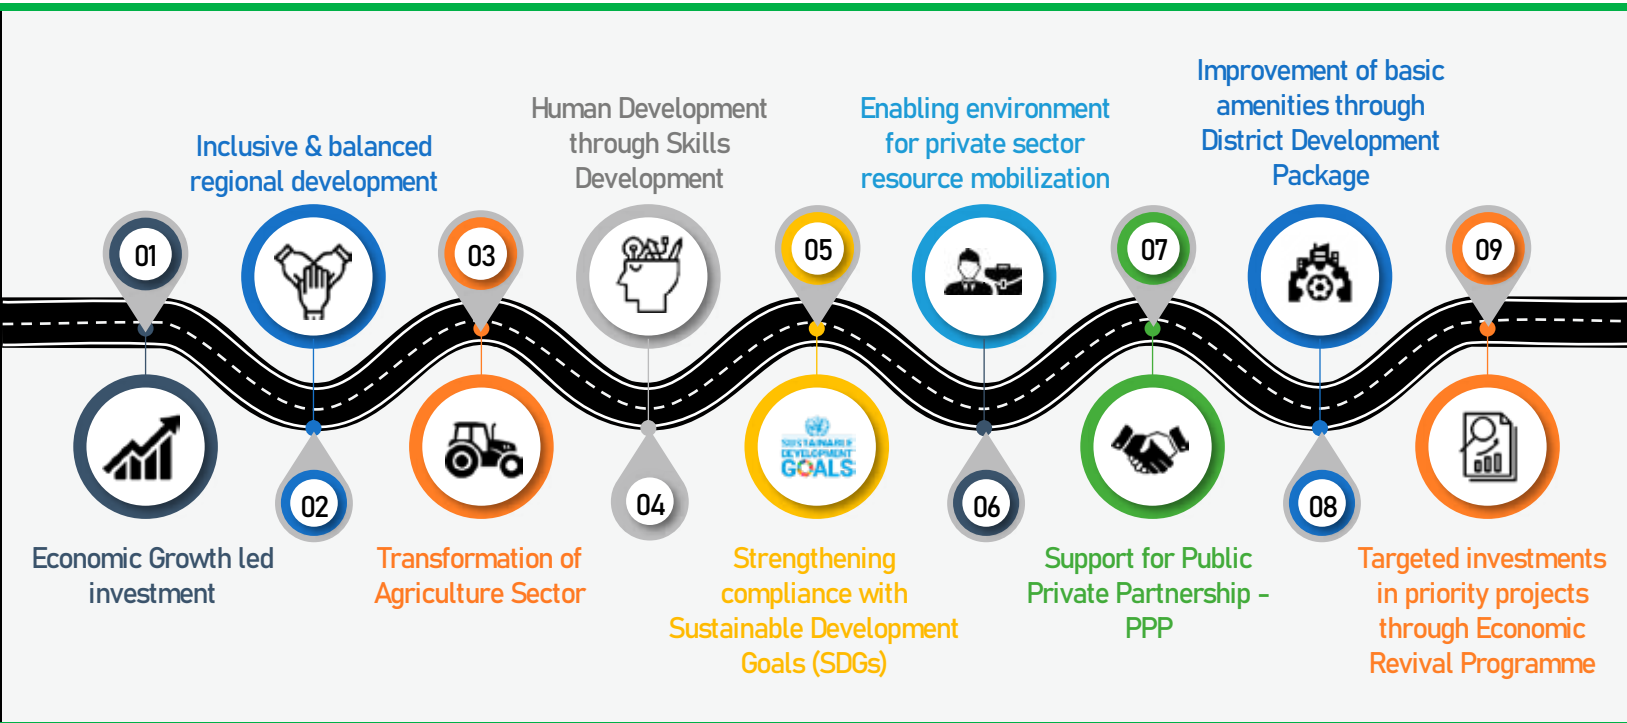 01
Economic Growth led
investment
Inclusive & balanced
regional development
02
03
Transformation of
Agriculture Sector
Human Development
through Skills
Development
04
05
SUSTAINABLE
DEVELOPMENT
GOALS
Strengthening
compliance with
Sustainable Development
Goals (SDGs)
Enabling environment
for private sector
resource mobilization
06
07
Support for Public
Private Partnership -
PPP
Improvement of basic
amenities through
District Development
Package
08
09
Targeted investments
in priority projects
through Economic
Revival Programme